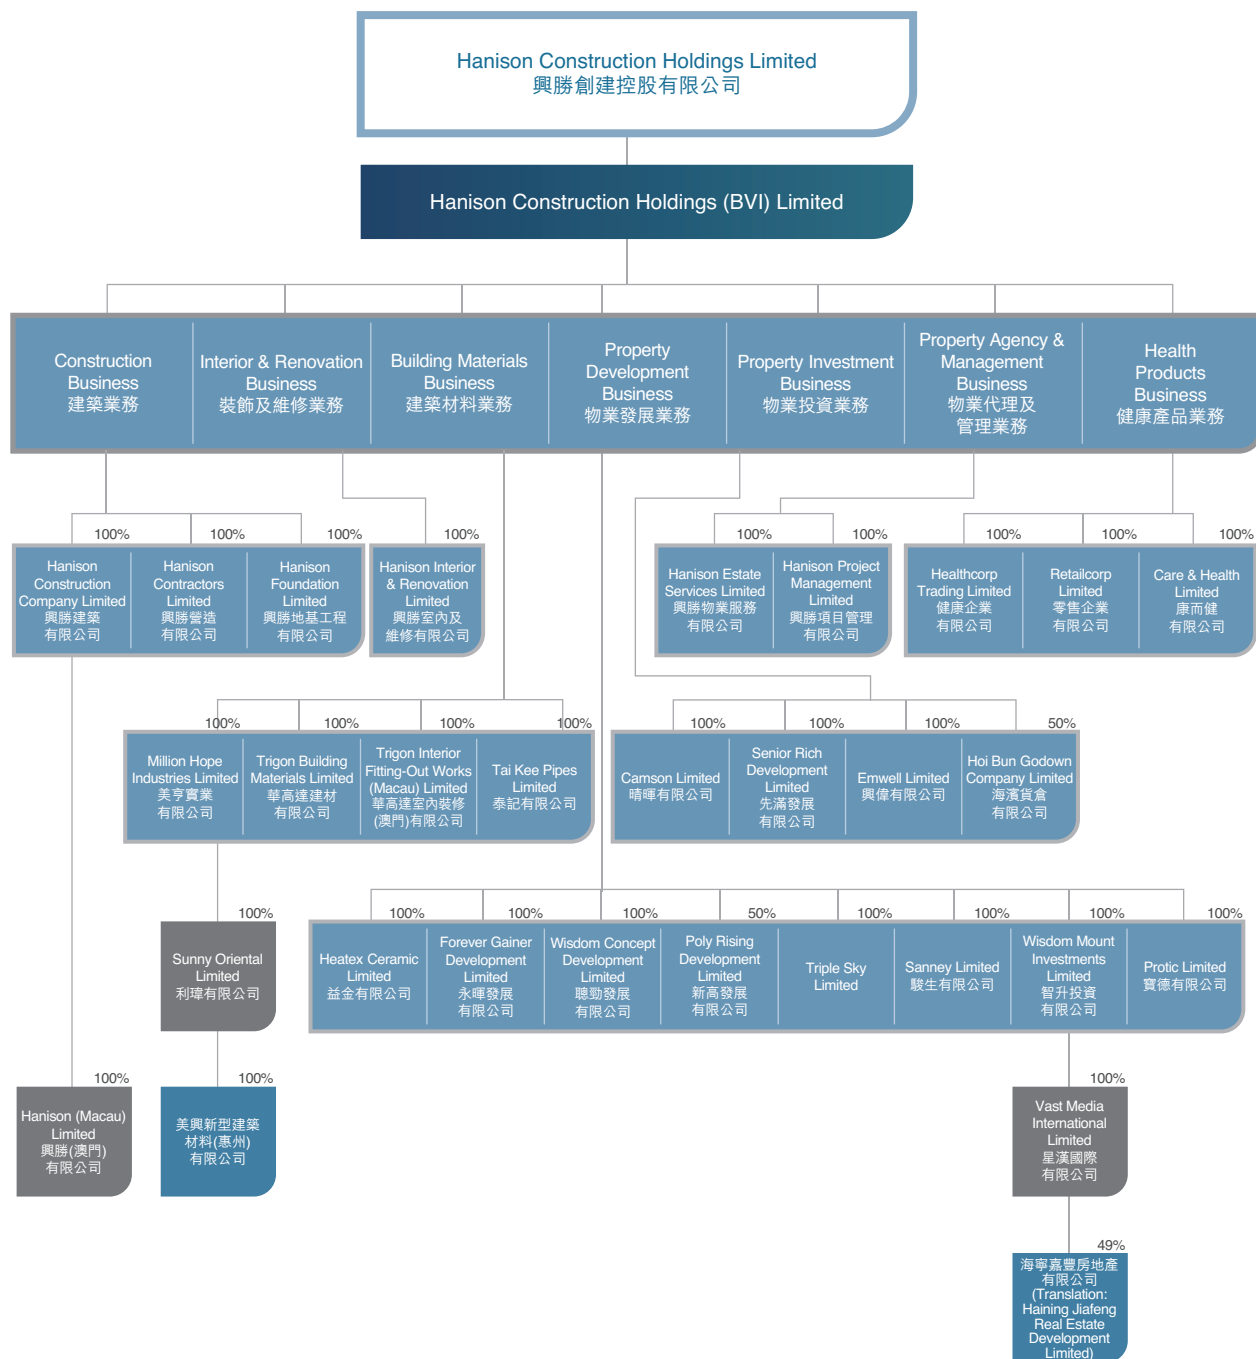 Hanison Construction Holdings Limited
興勝創建控股有限公司
Hanison Construction Holdings (BVI) Limited
Construction
Business
建築業務
Interior & Renovation
Business
裝飾及維修業務
Building Materials
Business
建築材料業務
Property
Development
Business
物業發展業務
Property Investment
Business
物業投資業務
Property Agency &
Management
Business
物業代理及
管理業務
Health
Products
Business
健康產品業務
100%
Hanison
Construction
Company Limited
興勝建築
有限公司
100%
Hanison
Contractors
Limited
興勝營造
有限公司
100%
Hanison
Foundation
Limited
興勝地基工程
有限公司
100%
Hanison Interior
& Renovation
Limited
興勝室內及
維修有限公司
100%
Hanison Estate
Services Limited
興勝物業服務
有限公司
100%
Hanison Project
Management
Limited
興勝項目管理
有限公司
100%
Healthcorp
Trading Limited
健康企業
有限公司
100%
Retailcorp
Limited
零售企業
有限公司
100%
Care & Health
Limited
康而健
有限公司
100%
Million Hope
Industries Limited
美亨實業
有限公司
100%
Trigon Building
Materials Limited
華高達建材
有限公司
100%
Trigon Interior
Fitting-Out Works
(Macau) Limited
華高達室內裝修
(澳門)有限公司
100%
Tai Kee Pipes
Limited
泰記有限公司
100%
Camson Limited
晴暉有限公司
100%
Senior Rich
Development
Limited
先滿發展
有限公司
100%
Emwell Limited
興偉有限公司
50%
Hoi Bun Godown
Company Limited
海濱貨倉
有限公司
100%
Sunny Oriental
Limited
利瑋有限公司
100%
Heatex Ceramic
Limited
益金有限公司
100%
Forever Gainer
Development
Limited
永暉發展
有限公司
100%
Wisdom Concept
Development
Limited
聰勁發展
有限公司
50%
Poly Rising
Development
Limited
新高發展
有限公司
100%
Triple Sky
Limited
100%
Sanney Limited
駿生有限公司
100%
Wisdom Mount
Investments
Limited
智升投資
有限公司
100%
Protic Limited
寶德有限公司
100%
Hanison (Macau)
Limited
興勝(澳門)
有限公司
100%
美興新型建築
材料(惠州)
有限公司
100%
Vast Media
International
Limited
星漢國際
有限公司
49%
海寧嘉豐房地產
有限公司
(Translation:
Haining Jiafeng
Real Estate
Development
Limited)